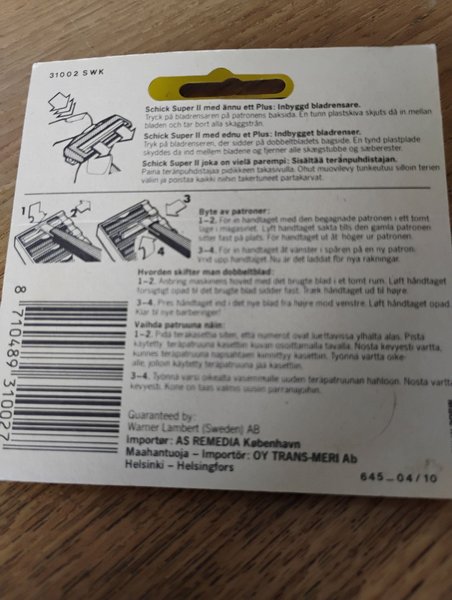 31002 SWK
Schick Super II med ännu ett Plus: Inbyggd bladrensare.
Tryck på bladrensaren på patronens baksida. En tunn plastskiva skjuts då in mellan
bladen och tar bort alla skäggstrån.
Schick Super II med ednu et Plus: Indbygget bladrenser.
Tryk på bladrenseren, der sidder på dobbeltbladets bagside. En tynd plastplade
skyddes da ind mellem bladene og fjerner alle skægstubbe og sæberester.
Schick Super II joka on vielä parempi: Sisältää teränpuhdistajan.
Paina teränpuhdistajaa pidikkeen takasivulla. Ohut muovilevy tunkeutuu silloin terien
väliin ja poistaa kaikki niihin takertuneet partakarvat.
1 2 3 4
Byte av patroner:
1–2. För in handtaget med den begagnade patronen i ett tomt
läge i magasinet. Lyft handtaget sakta tills den gamla patronen
sitter fast på plats. För handtaget ut åt höger ur patronen.
3–4. För in handtaget åt vänster i spåren på en ny patron.
Vrid upp handtaget. Nu är det laddat för nya rakningar.
Hvordan skifter man dobbeltblad:
1–2. Anbring maskinens hoved med det brugte blad i et tomt rum. Løft håndtaget
forsigtigt opad til det brugte blad sidder fast. Træk håndtaget ud til højre.
3–4. Pres håndtaget ind i det nye blad fra højre mod venstre. Løft håndtaget opad.
Klar til nye barberinger!
Vaihda patruuna näin:
1–2. Pidä teräkasettia siten, että numerot ovat luettavissa ylhäältä alas. Pistä
käytetty teräpatruuna kasettiin kuvan osoittamalla tavalla. Nosta kevyesti vartta,
kunnes teräpatruuna napsahtaen kiinnittyy kasettiin. Työnnä vartta oike-
alle, jolloin käytetty teräpatruuna jää kasettiin.
3–4. Työnnä varsi oikealta vasemmalle uuden teräpatruunan hahloon. Nosta vartta
kevyesti. Kone on taas valmis uusiin parranajoihin.
8 710489 310027
Guaranteed by:
Warner Lambert (Sweden) AB
Importør: AS REMEDIA København
Maahantuoja – Importör: OY TRANS-MERI Ab
Helsinki – Helsingfors
645_04/10